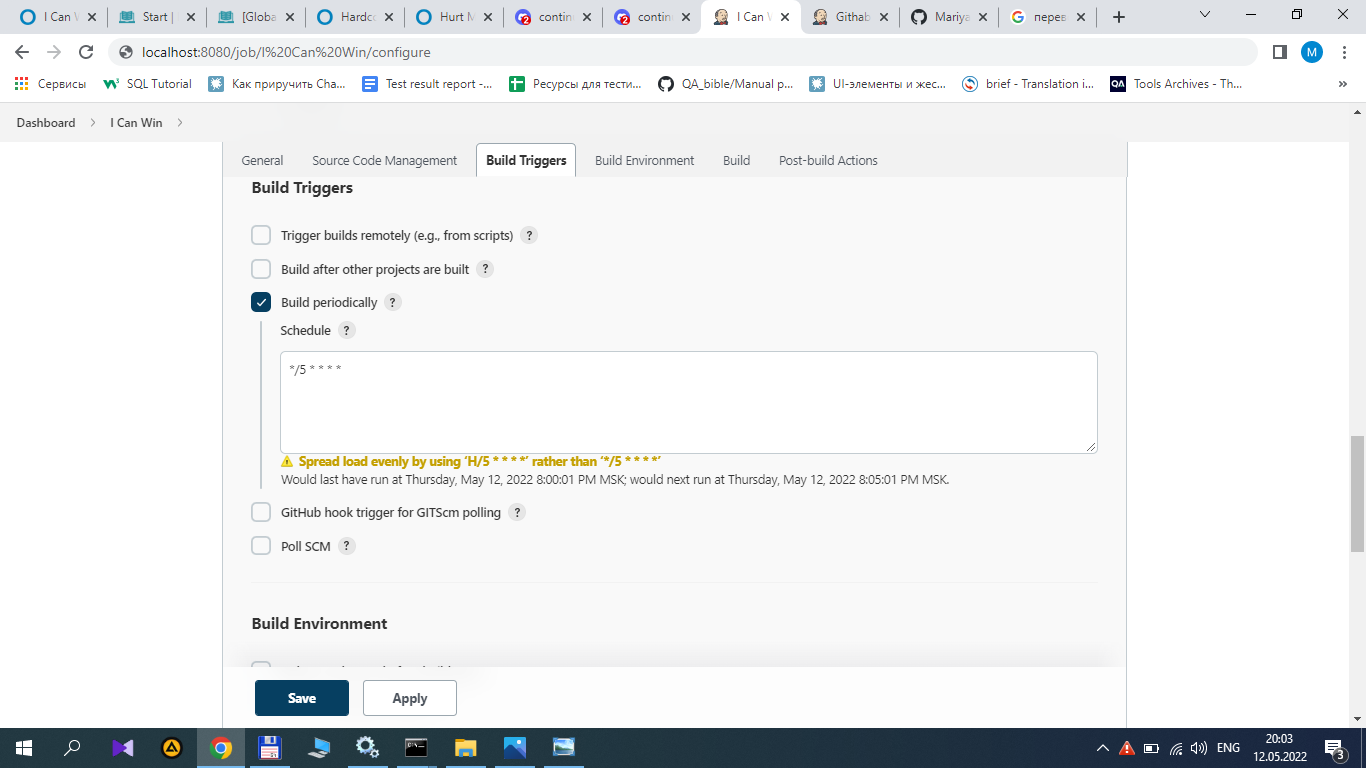 I Can W
Start |
[Globa
Hardco
Hurt M
contin
contin
I Can W
Githab
Mariya
перев
localhost:8080/job/I%20Can%20Win/configure
M
Сервисы
SQL Tutorial
Как приручить Cha...
Test result report -...
Ресурсы для тести...
QA_bible/Manual p...
UI-элементы и жес...
brief - Translation i...
QA
Tools Archives - Th...
Dashboard
I Can Win
General
Source Code Management
Build Triggers
Build Environment
Build
Post-build Actions
Build Triggers
Trigger builds remotely (e.g., from scripts) ?
Build after other projects are built ?
Build periodically ?
Schedule ?
*/5 * * * *
Spread load evenly by using ‘H/5 * * * *’ rather than ‘*/5 * * * *’
Would last have run at Thursday, May 12, 2022 8:00:01 PM MSK; would next run at Thursday, May 12, 2022 8:05:01 PM MSK.
GitHub hook trigger for GITScm polling ?
Poll SCM ?
Build Environment
Save
Apply
ENG
20:03
12.05.2022
3